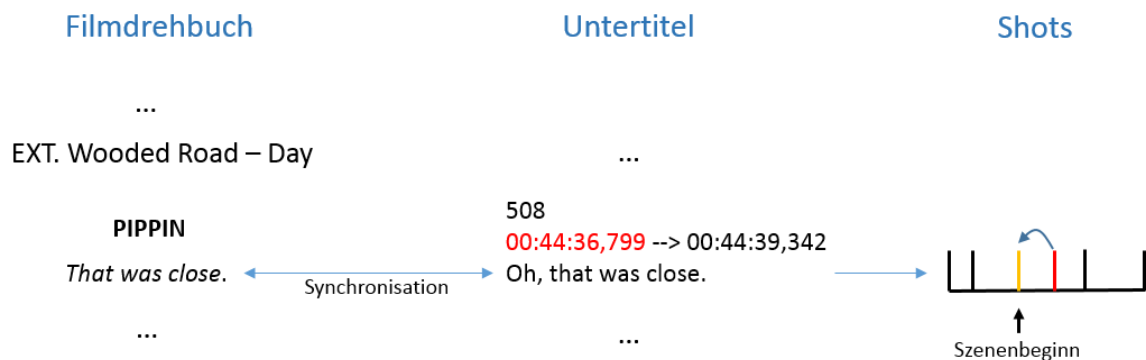 Filmdrehbuch
Untertitel
Shots
...
EXT. Wooded Road – Day
...
508
PIPPIN
00:44:36,799 --> 00:44:39,342
That was close.
Synchronisation
Oh, that was close.
...
...
Szenenbeginn